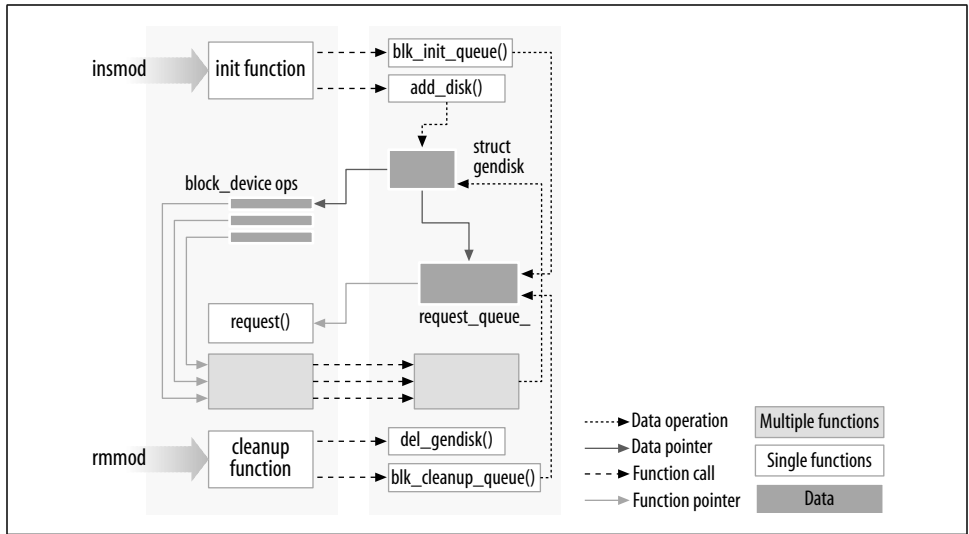 insmod
init function
blk_init_queue()
add_disk()
struct
gendisk
block_device ops
request()
request_queue_
rmmod
cleanup
function
del_gendisk()
blk_cleanup_queue()
Data operation
Data pointer
Function call
Function pointer
Multiple functions
Single functions
Data